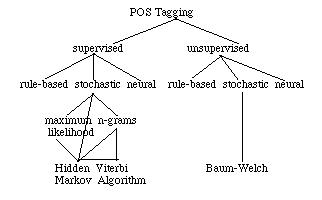 POS Tagging
supervised unsupervised
rule-based stochastic neural rule-based stochastic neural
maximum n-grams
likelihood
Hidden Viterbi Baum-Welch
Markov Algorithm